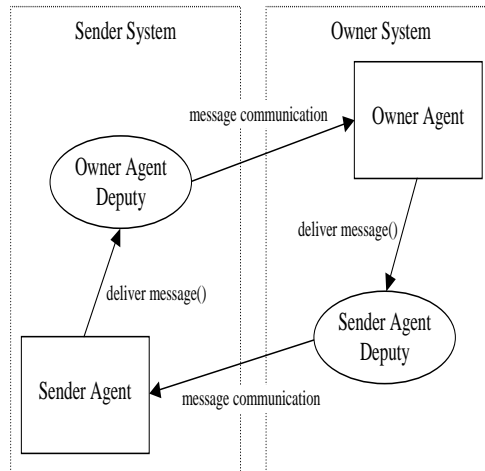 Sender System
Owner System
message communication
Owner Agent
Owner Agent
Deputy
deliver message()
deliver message()
Sender Agent
Deputy
Sender Agent
message communication